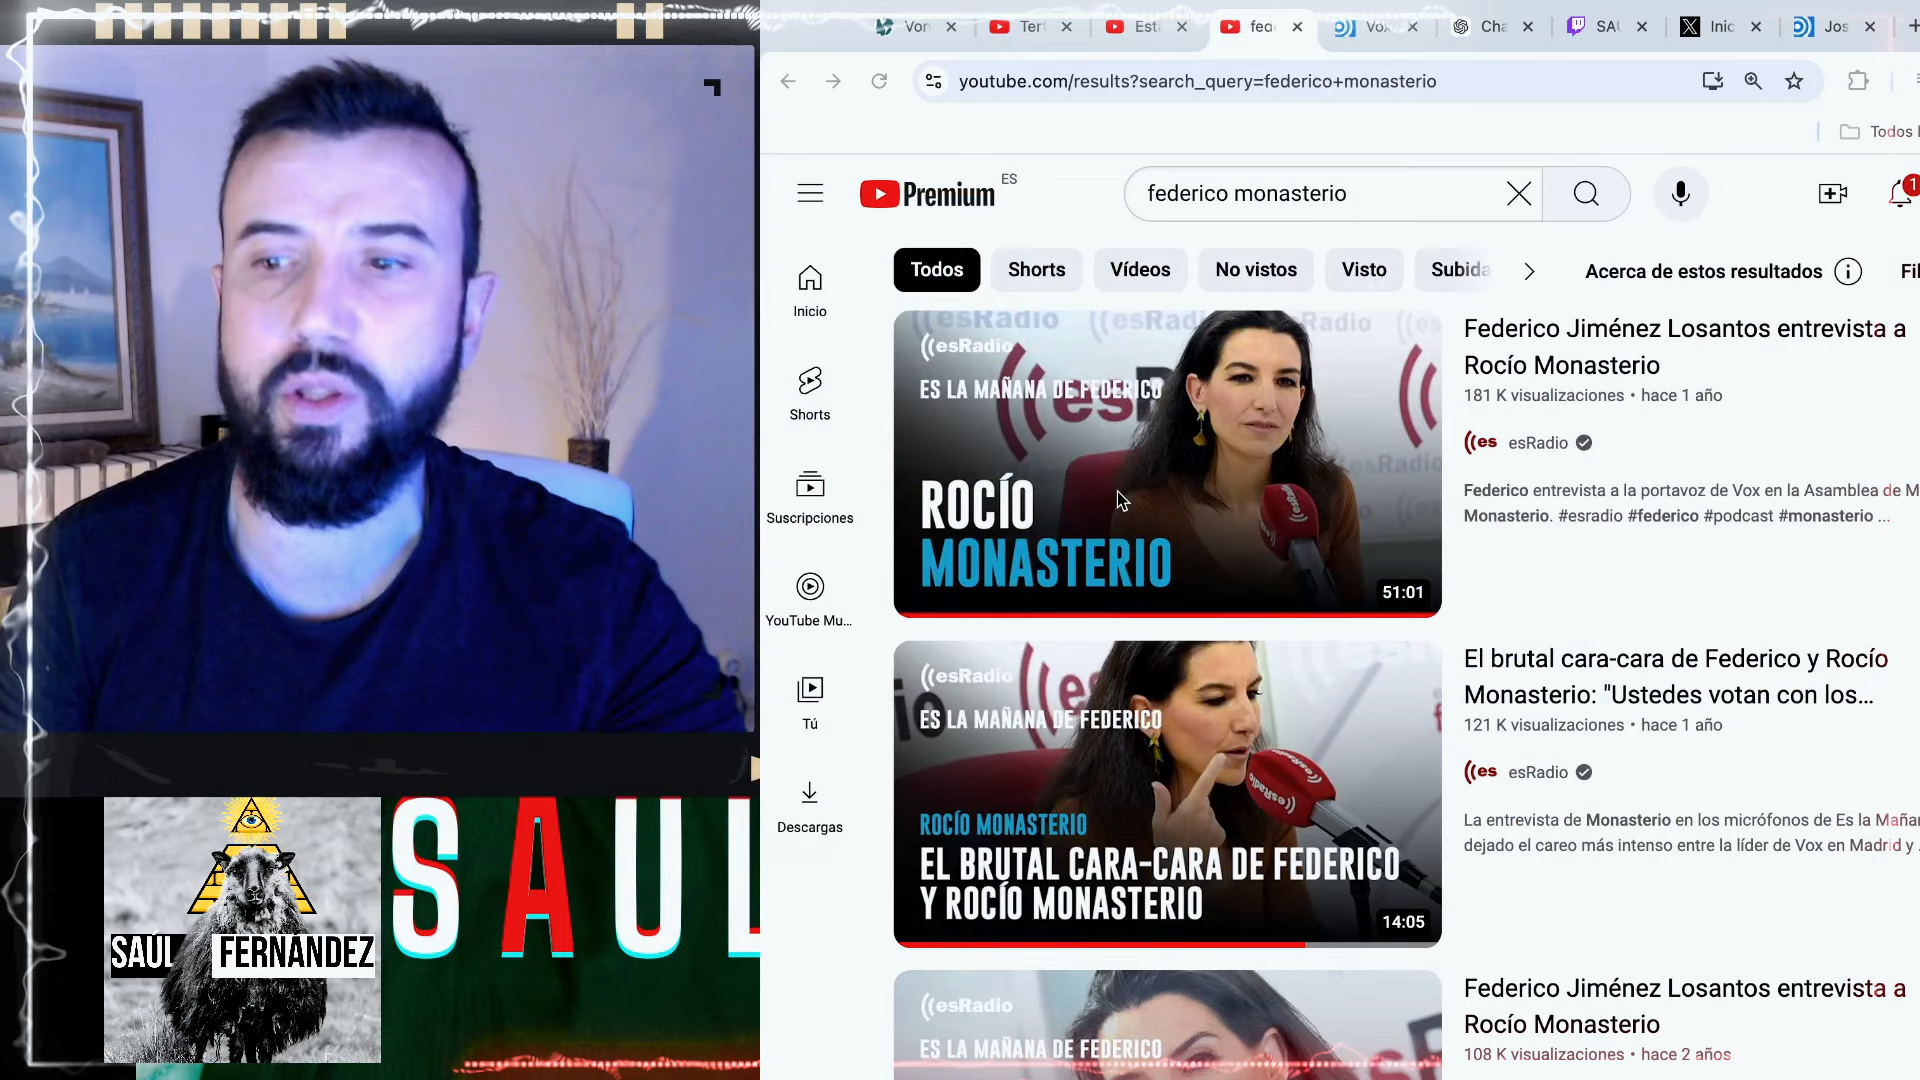 Von
Ter
Est
fed
Vox
Cha
SAU
Inic
Jos
youtube.com/results?search_query=federico+monasterio
Todos l
Premium
ES
federico monasterio
1
Todos
Shorts
Vídeos
No vistos
Visto
Subida
Acerca de estos resultados
Fil
Inicio
Shorts
Suscripciones
YouTube Mu...
Tú
Descargas
((esRadio
ES LA MAÑANA DE FEDERICO
ROCÍO
MONASTERIO
51:01
Federico Jiménez Losantos entrevista a
Rocío Monasterio
181 K visualizaciones • hace 1 año
((es esRadio
Federico entrevista a la portavoz de Vox en la Asamblea de M
Monasterio. #esradio #federico #podcast #monasterio ...
((esRadio
ES LA MAÑANA DE FEDERICO
ROCÍO MONASTERIO
EL BRUTAL CARA-CARA DE FEDERICO
Y ROCÍO MONASTERIO
14:05
El brutal cara-cara de Federico y Rocío
Monasterio: "Ustedes votan con los...
121 K visualizaciones • hace 1 año
((es esRadio
La entrevista de Monasterio en los micrófonos de Es la Mañan
dejado el careo más intenso entre la líder de Vox en Madrid y .
((esRadio
ES LA MAÑANA DE FEDERICO
Federico Jiménez Losantos entrevista a
Rocío Monasterio
108 K visualizaciones • hace 2 años
SAÚL FERNÁNDEZ
SAUL